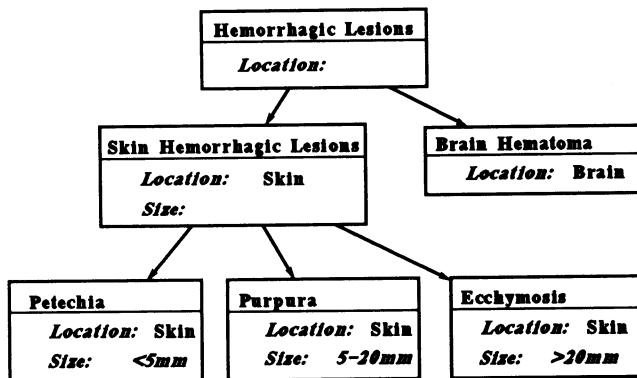 Hemorrhagic Lesions
Location:
Skin Hemorrhagic Lesions
Location: Skin
Size:
Brain Hematoma
Location: Brain
Petechia
Location: Skin
Size: <5mm
Purpura
Location: Skin
Size: 5-20mm
Ecchymosis
Location: Skin
Size: >20mm